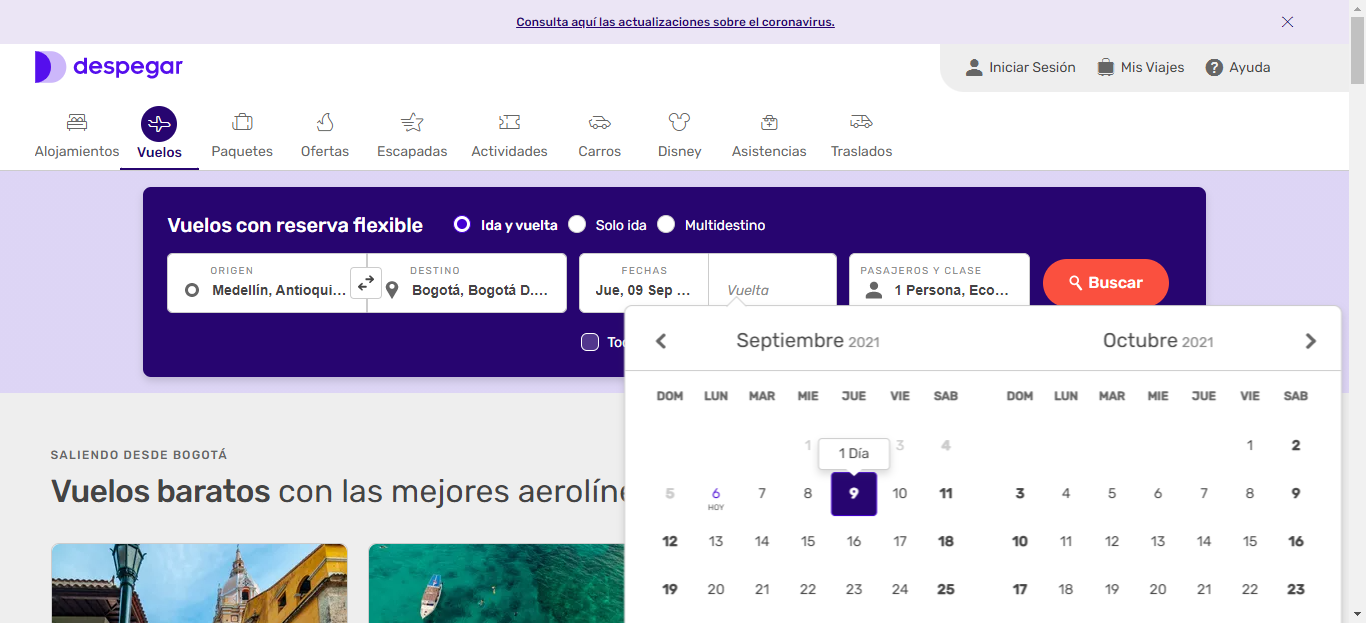 Consulta aquí las actualizaciones sobre el coronavirus.
despegar
Iniciar Sesión Mis Viajes ? Ayuda
Alojamientos Vuelos Paquetes Ofertas Escapadas Actividades Carros Disney Asistencias Traslados
Vuelos con reserva flexible Ida y vuelta Solo ida Multidestino
ORIGEN DESTINO FECHAS PASAJEROS Y CLASE
Medellín, Antioqui... Bogotá, Bogotá D.... Jue, 09 Sep ... Vuelta 1 Persona, Eco... Buscar
Septiembre 2021 Octubre 2021
DOM LUN MAR MIE JUE VIE SAB DOM LUN MAR MIE JUE VIE SAB
1 3 4 1 2
1 Día
5 6 7 8 9 10 11 3 4 5 6 7 8 9
HOY
12 13 14 15 16 17 18 10 11 12 13 14 15 16
19 20 21 22 23 24 25 17 18 19 20 21 22 23
SALIENDO DESDE BOGOTÁ
Vuelos baratos con las mejores